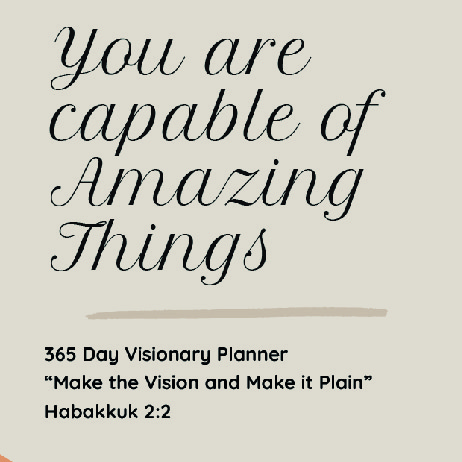 You are
capable of
Amazing
Things
365 Day Visionary Planner
“Make the Vision and Make it Plain”
Habakkuk 2:2